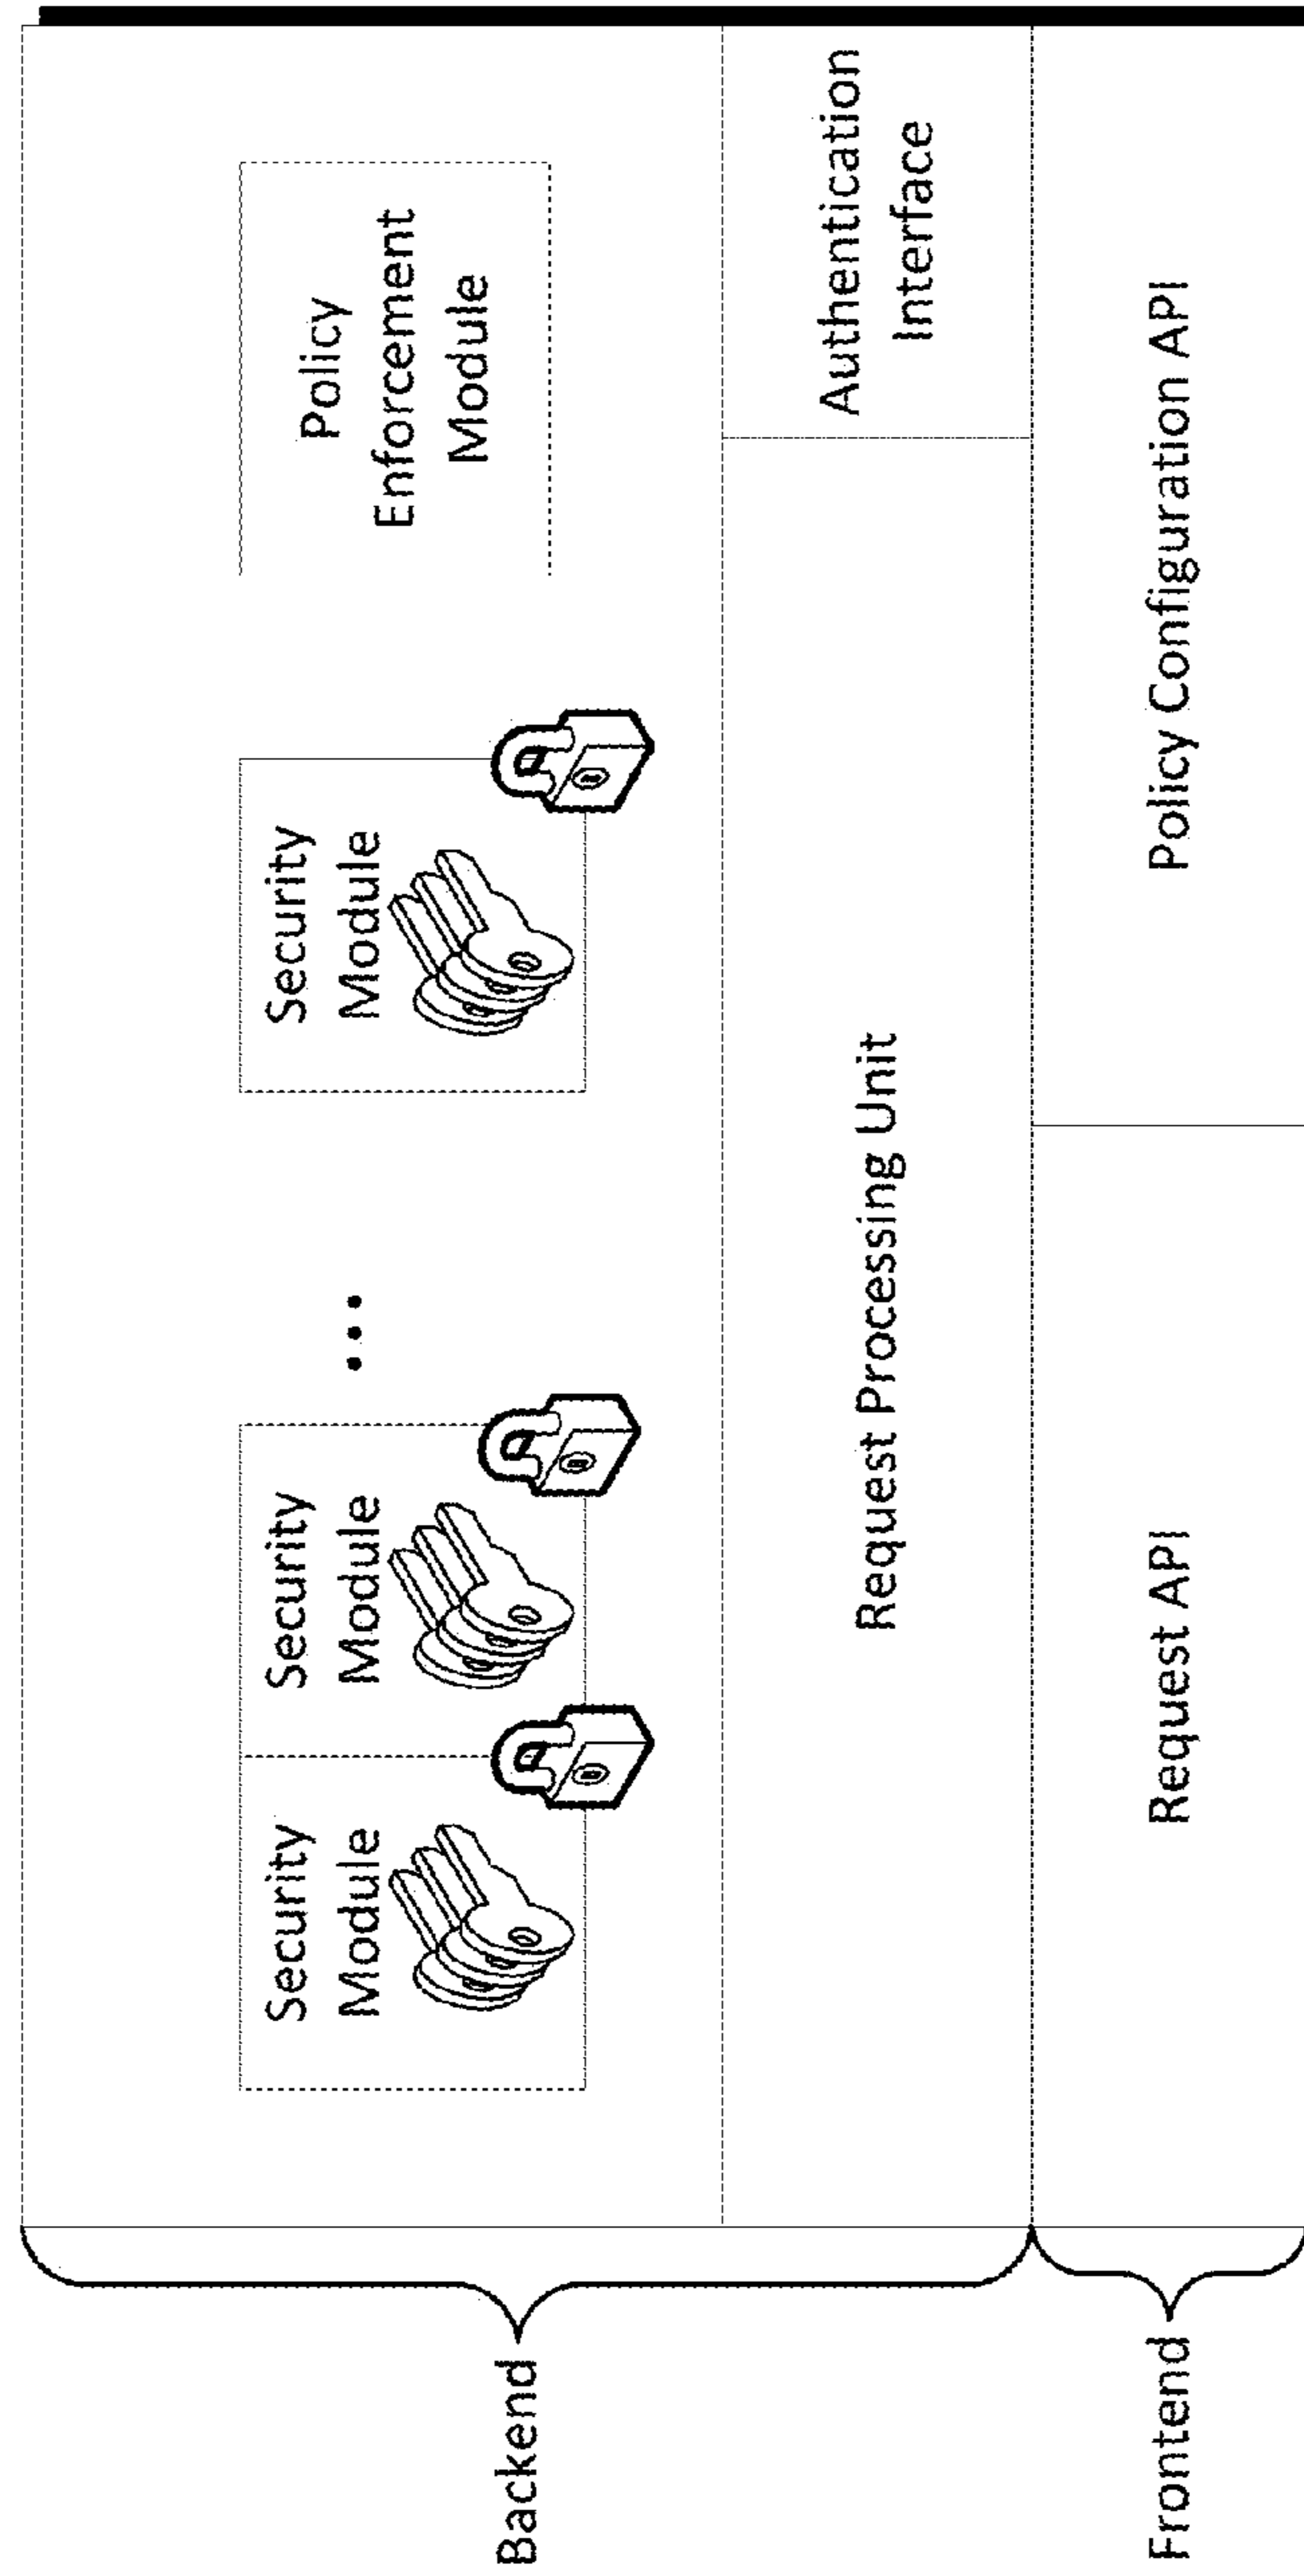 Backend
Security
Module
Security
Module
...
Security
Module
Policy
Enforcement
Module
Request Processing Unit
Authentication
Interface
Frontend
Request API
Policy Configuration API